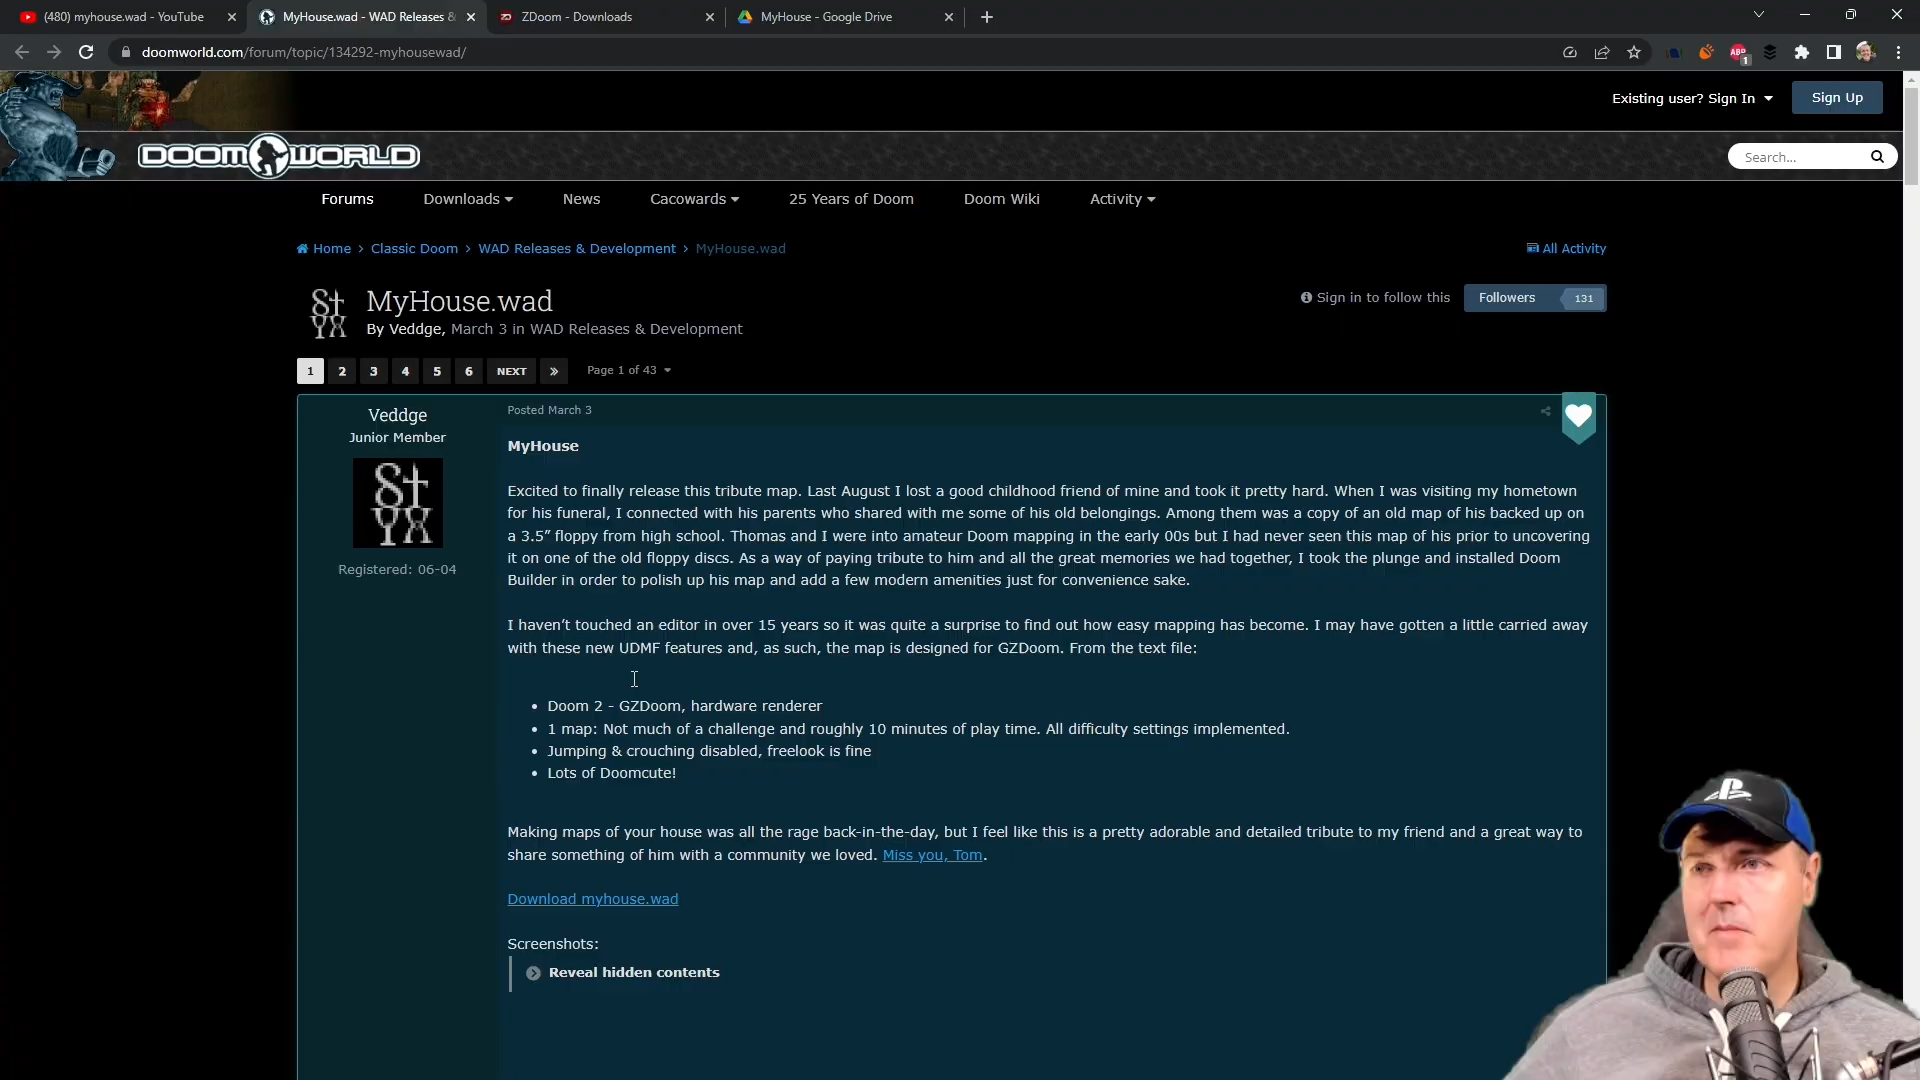 (480) myhouse.wad - YouTube
MyHouse.wad - WAD Releases &
ZDoom - Downloads
MyHouse - Google Drive
doomworld.com/forum/topic/134292-myhousewad/
ABP
1
Existing user? Sign In
Sign Up
DOOMWORLD
Search...
Forums
Downloads
News
Cacowards
25 Years of Doom
Doom Wiki
Activity
Home > Classic Doom > WAD Releases & Development > MyHouse.wad
All Activity
St
YX
MyHouse.wad
By Veddge, March 3 in WAD Releases & Development
Sign in to follow this
Followers 131
1 2 3 4 5 6 NEXT » Page 1 of 43
Veddge
Junior Member
St
YX
Registered: 06-04
Posted March 3
MyHouse
Excited to finally release this tribute map. Last August I lost a good childhood friend of mine and took it pretty hard. When I was visiting my hometown
for his funeral, I connected with his parents who shared with me some of his old belongings. Among them was a copy of an old map of his backed up on
a 3.5” floppy from high school. Thomas and I were into amateur Doom mapping in the early 00s but I had never seen this map of his prior to uncovering
it on one of the old floppy discs. As a way of paying tribute to him and all the great memories we had together, I took the plunge and installed Doom
Builder in order to polish up his map and add a few modern amenities just for convenience sake.
I haven’t touched an editor in over 15 years so it was quite a surprise to find out how easy mapping has become. I may have gotten a little carried away
with these new UDMF features and, as such, the map is designed for GZDoom. From the text file:
• Doom 2 - GZDoom, hardware renderer
• 1 map: Not much of a challenge and roughly 10 minutes of play time. All difficulty settings implemented.
• Jumping & crouching disabled, freelook is fine
• Lots of Doomcute!
Making maps of your house was all the rage back-in-the-day, but I feel like this is a pretty adorable and detailed tribute to my friend and a great way to
share something of him with a community we loved. Miss you, Tom.
Download myhouse.wad
Screenshots:
Reveal hidden contents